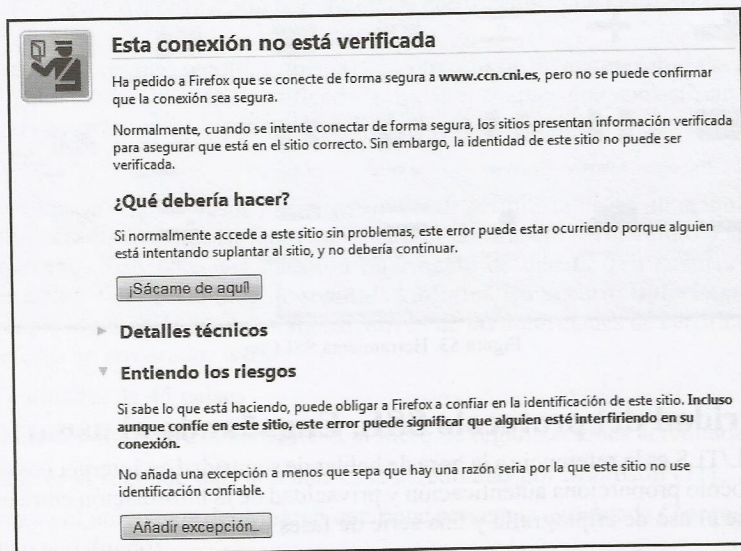 Esta conexión no está verificada
Ha pedido a Firefox que se conecte de forma segura a www.ccn.cni.es, pero no se puede confirmar
que la conexión sea segura.
Normalmente, cuando se intente conectar de forma segura, los sitios presentan información verificada
para asegurar que está en el sitio correcto. Sin embargo, la identidad de este sitio no puede ser
verificada.
¿Qué debería hacer?
Si normalmente accede a este sitio sin problemas, este error puede estar ocurriendo porque alguien
está intentando suplantar al sitio, y no debería continuar.
¡Sácame de aquí!
Detalles técnicos
Entiendo los riesgos
Si sabe lo que está haciendo, puede obligar a Firefox a confiar en la identificación de este sitio. Incluso
aunque confíe en este sitio, este error puede significar que alguien esté interfiriendo en su
conexión.
No añada una excepción a menos que sepa que hay una razón seria por la que este sitio no use
identificación confiable.
Añadir excepción...